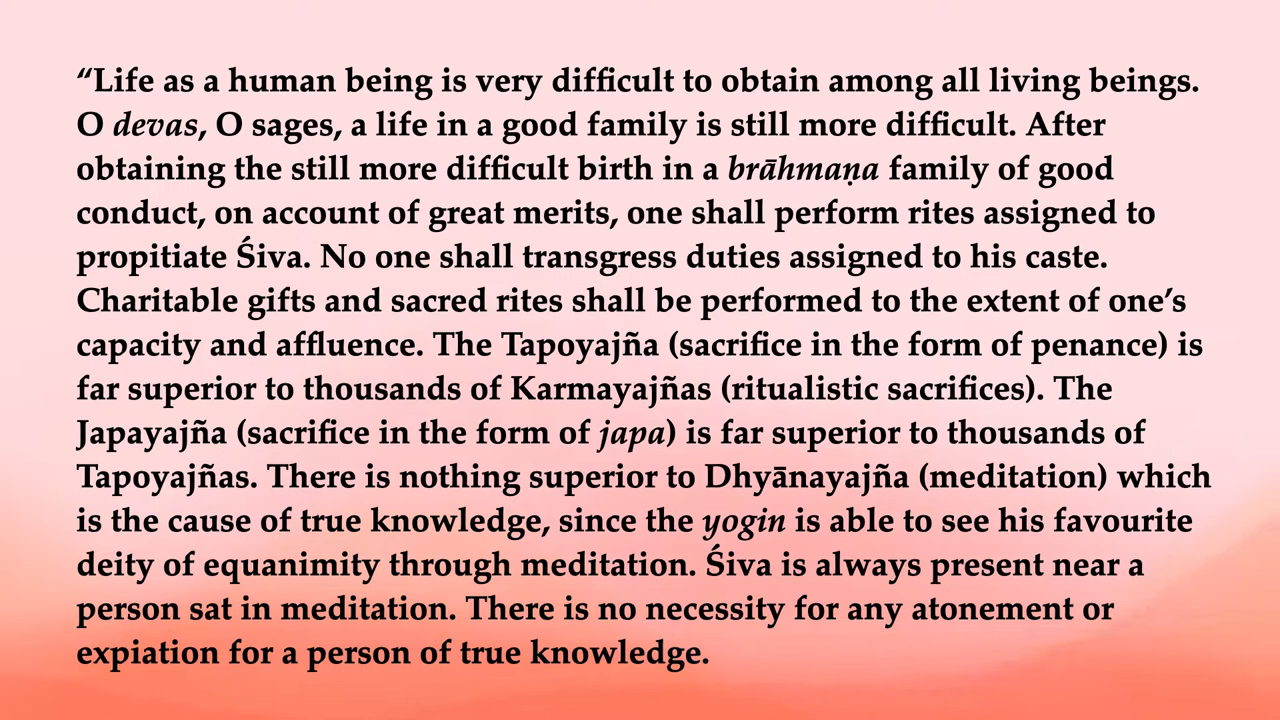 “Life as a human being is very difficult to obtain among all living beings.
O devas, O sages, a life in a good family is still more difficult. After
obtaining the still more difficult birth in a brāhmaṇa family of good
conduct, on account of great merits, one shall perform rites assigned to
propitiate Śiva. No one shall transgress duties assigned to his caste.
Charitable gifts and sacred rites shall be performed to the extent of one’s
capacity and affluence. The Tapoyajña (sacrifice in the form of penance) is
far superior to thousands of Karmayajñas (ritualistic sacrifices). The
Japayajña (sacrifice in the form of japa) is far superior to thousands of
Tapoyajñas. There is nothing superior to Dhyānayajña (meditation) which
is the cause of true knowledge, since the yogin is able to see his favourite
deity of equanimity through meditation. Śiva is always present near a
person sat in meditation. There is no necessity for any atonement or
expiation for a person of true knowledge.